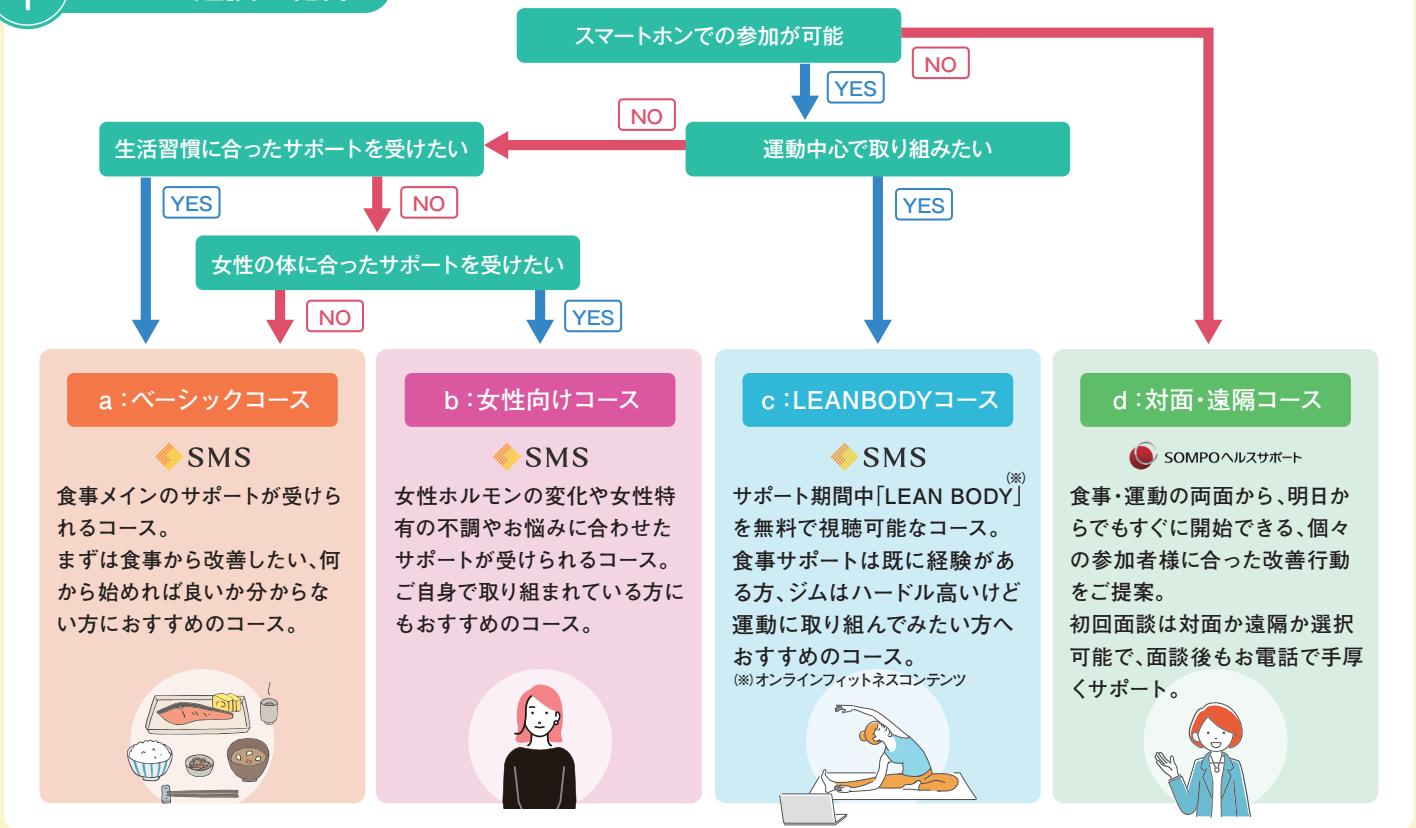 スマートホンでの参加が可能
NO
YES
NO
生活習慣に合ったサポートを受けたい
運動中心で取り組みたい
YES
NO
YES
女性の体に合ったサポートを受けたい
NO
YES
a：ベーシックコース
SMS
食事メインのサポートが受けら
れるコース。
まずは食事から改善したい、何
から始めれば良いか分からな
い方におすすめのコース。
b：女性向けコース
SMS
女性ホルモンの変化や女性特
有の不調やお悩みに合わせた
サポートが受けられるコース。
ご自身で取り組まれている方に
もおすすめのコース。
c：LEANBODYコース
SMS
サポート期間中「LEAN BODY」(※)
を無料で視聴可能なコース。
食事サポートは既に経験があ
る方、ジムはハードル高いけど
運動に取り組んでみたい方へ
おすすめのコース。
(※)オンラインフィットネスコンテンツ
d：対面・遠隔コース
SOMPOヘルスサポート
食事・運動の両面から、明日か
らでもすぐに開始できる、個々
の参加者様に合った改善行動
をご提案。
初回面談は対面か遠隔か選択
可能で、面談後もお電話で手厚
くサポート。